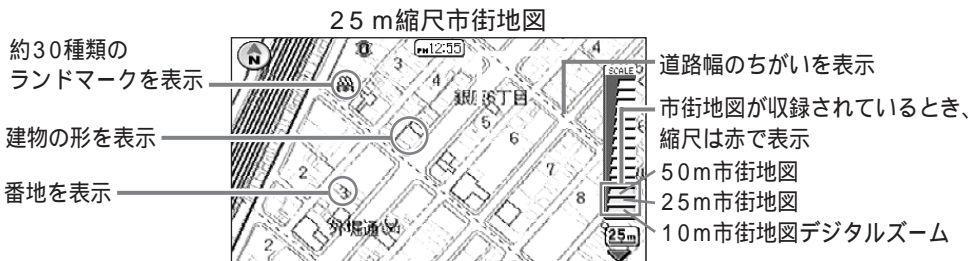 25m縮尺市街地図
約30種類の
ランドマークを表示
建物の形を表示
番地を表示
N
PM12:55
3
4
4
5
6
7
8
2
3
2
丁目
外堀通
SCALE
25m
道路幅のちがいを表示
市街地図が収録されているとき、
縮尺は赤で表示
50m市街地図
25m市街地図
10m市街地図デジタルズーム